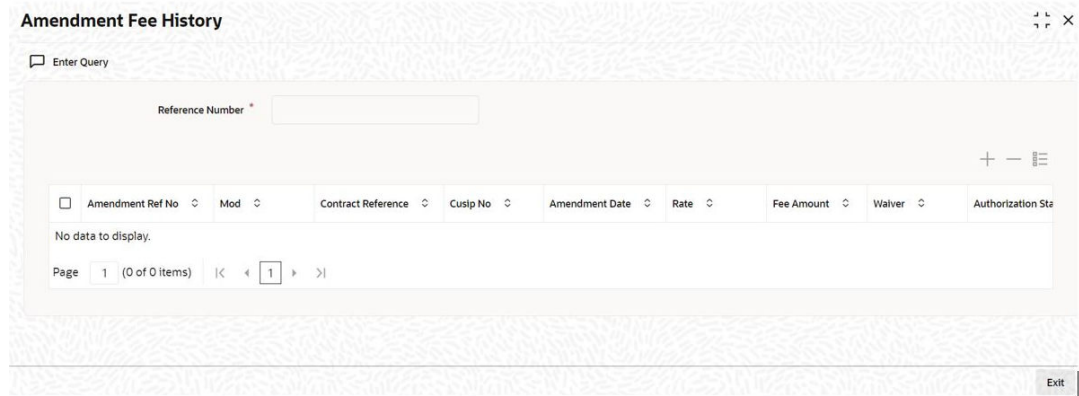 Amendment Fee History
Enter Query
Reference Number *
Amendment Ref No Mod Contract Reference Cusip No Amendment Date Rate Fee Amount Waiver Authorization Sta
No data to display.
Page 1 (0 of 0 items) 1
Exit